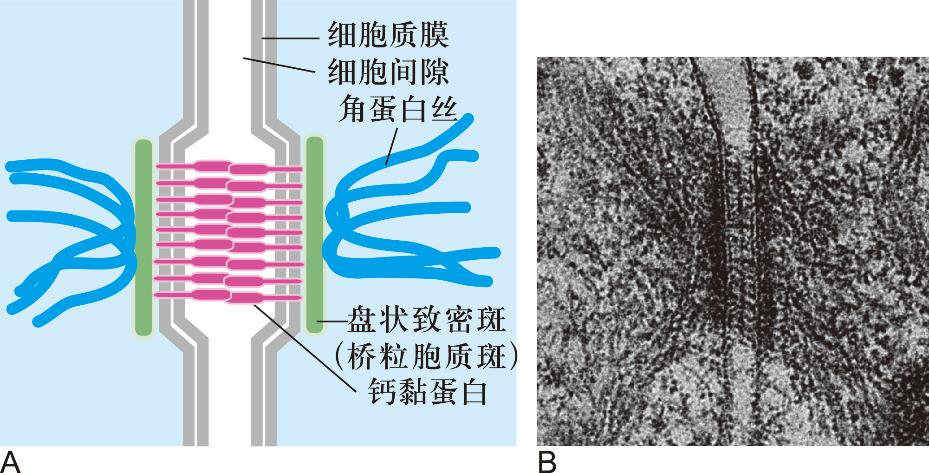 细胞质膜
细胞间隙
角蛋白丝
盘状致密斑
(桥粒胞质斑)
钙黏蛋白
A
B